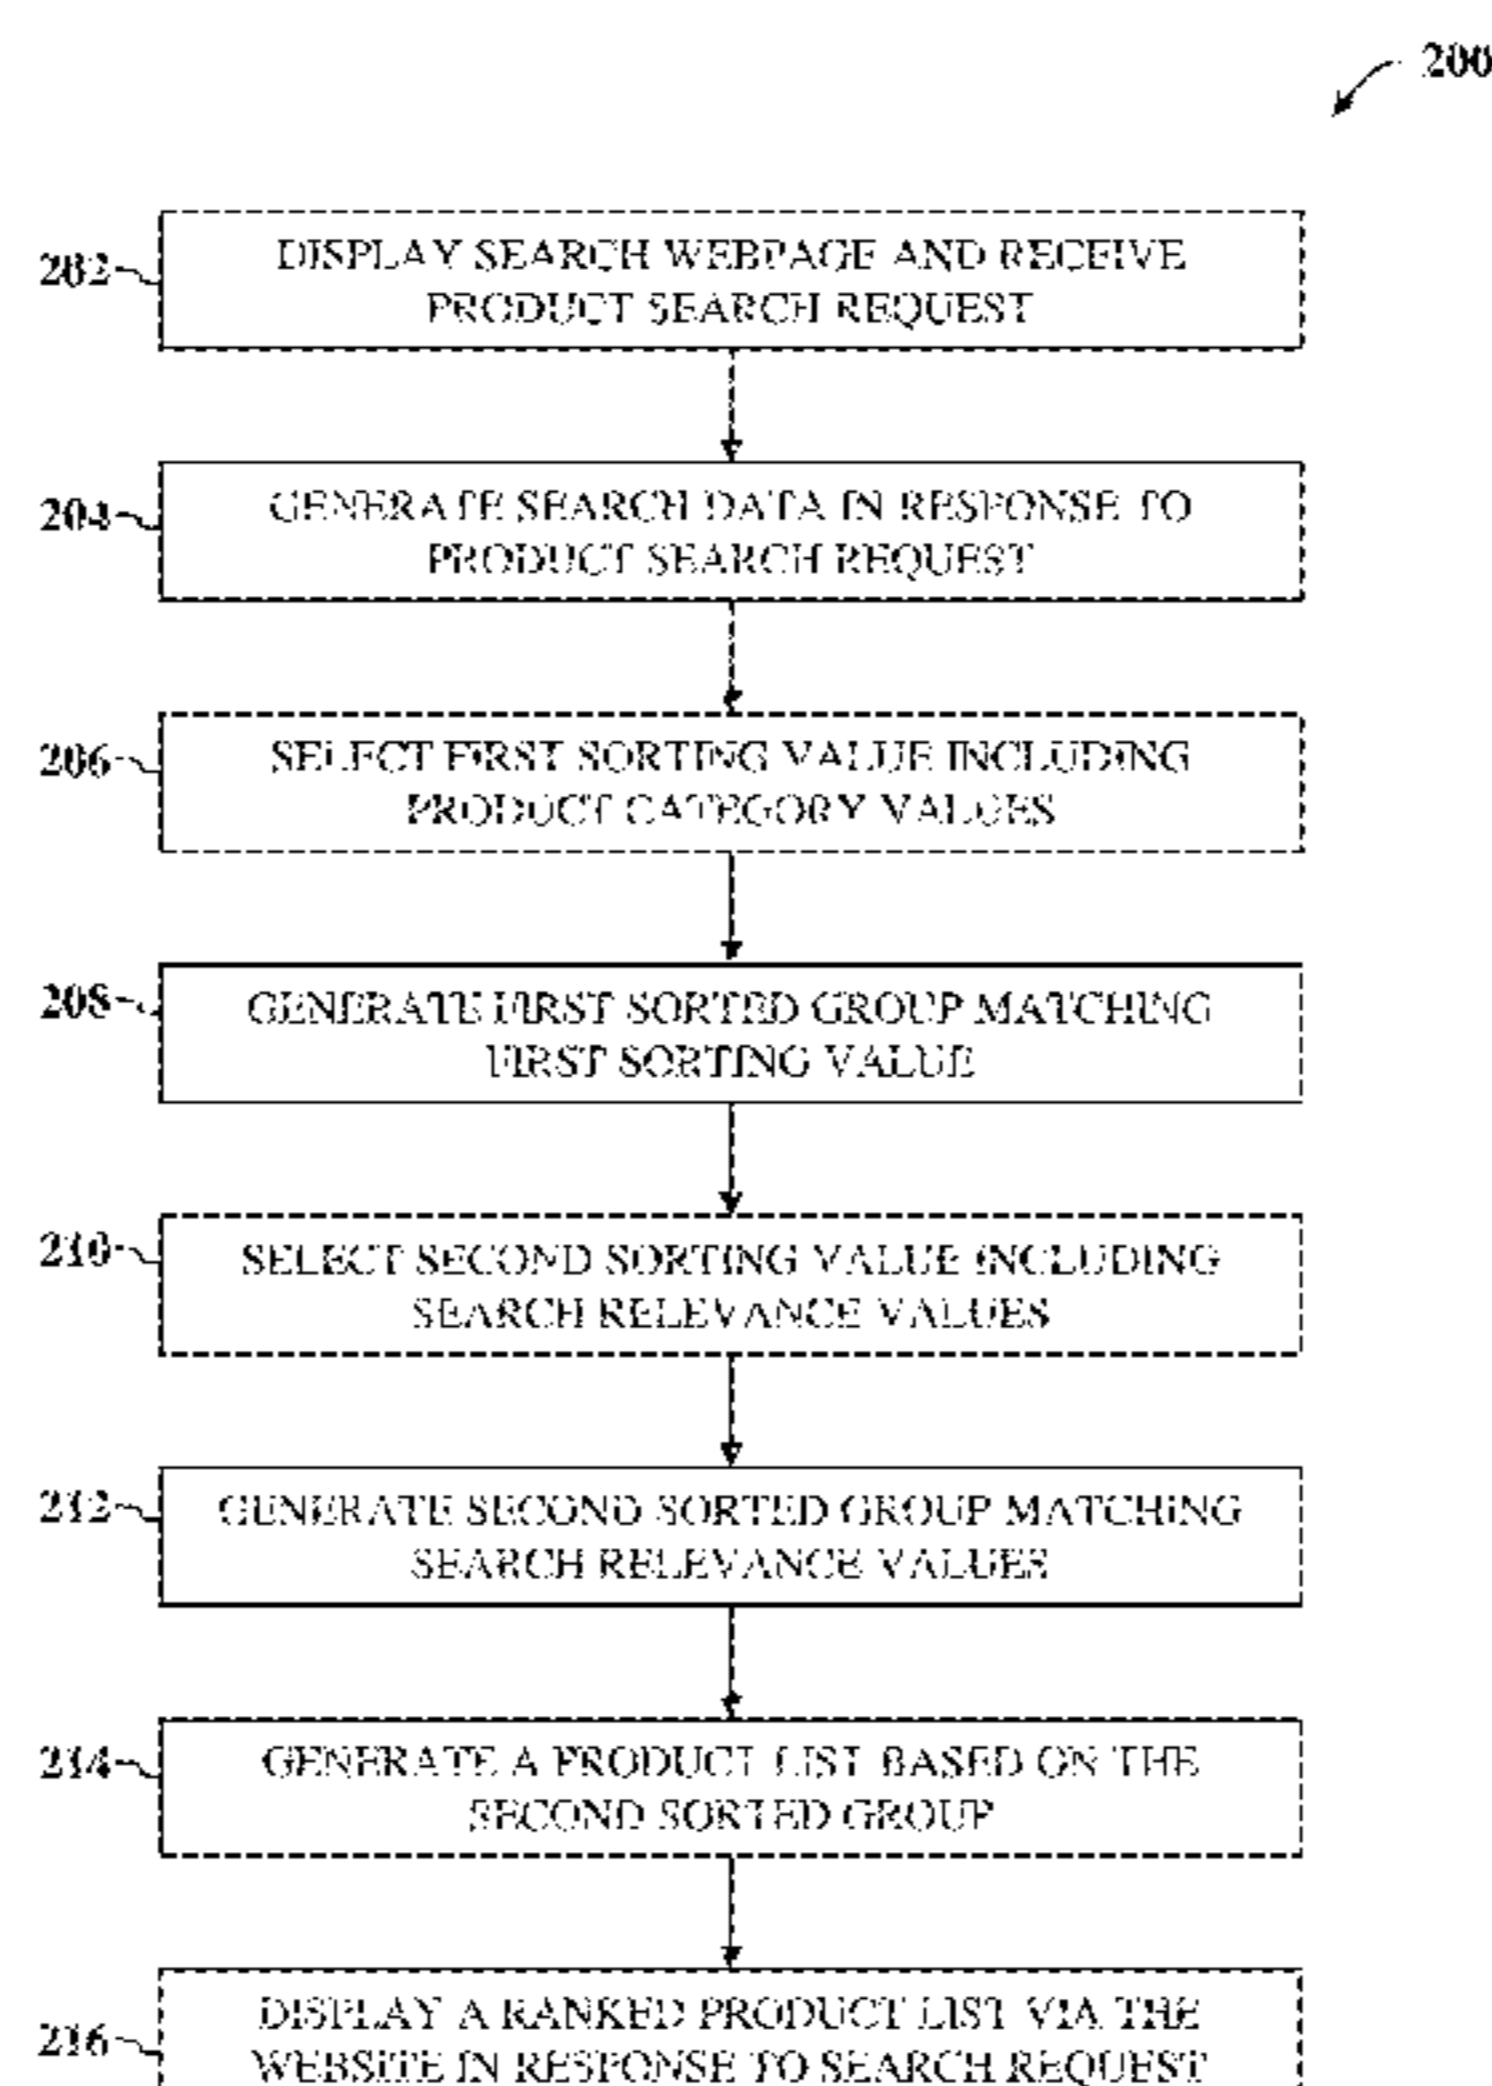 200
202
DISPLAY SEARCH WEBPAGE AND RECEIVE
PRODUCT SEARCH REQUEST
204
GENERATE SEARCH DATA IN RESPONSE TO
PRODUCT SEARCH REQUEST
206
SELECT FIRST SORTING VALUE INCLUDING
PRODUCT CATEGORY VALUES
208
GENERATE FIRST SORTED GROUP MATCHING
FIRST SORTING VALUE
210
SELECT SECOND SORTING VALUE INCLUDING
SEARCH RELEVANCE VALUES
212
GENERATE SECOND SORTED GROUP MATCHING
SEARCH RELEVANCE VALUES
214
GENERATE A PRODUCT LIST BASED ON THE
SECOND SORTED GROUP
216
DISPLAY A RANKED PRODUCT LIST VIA THE
WEBSITE IN RESPONSE TO SEARCH REQUEST